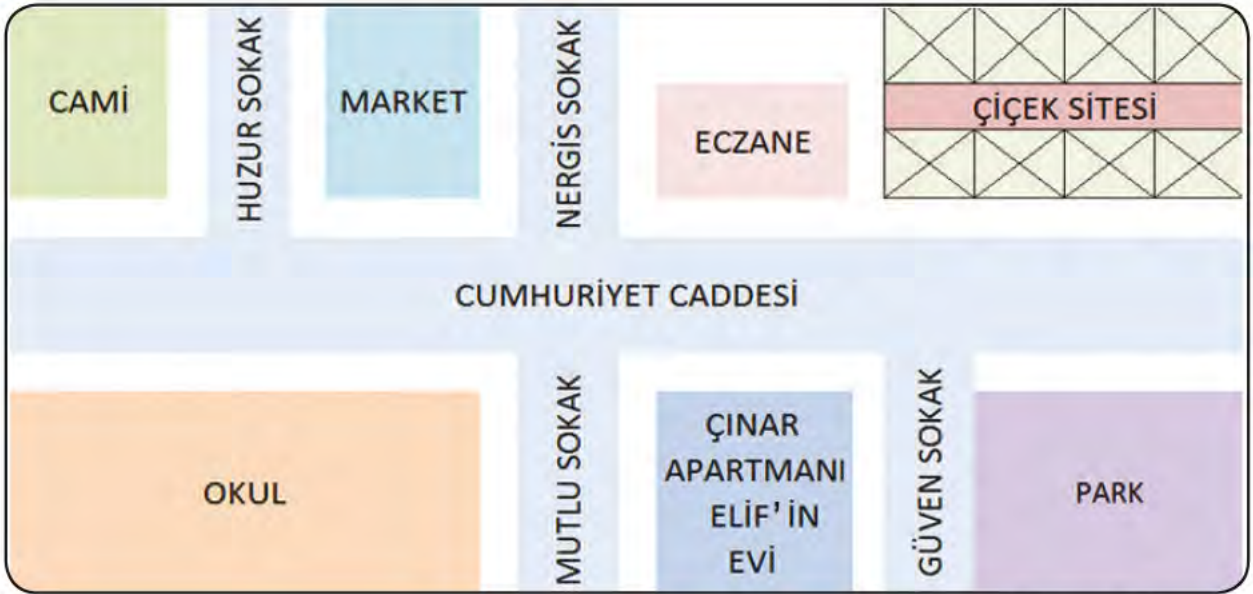 CAMİ
HUZUR SOKAK
MARKET
NERGİS SOKAK
ECZANE
ÇİÇEK SİTESİ
CUMHURİYET CADDESİ
OKUL
MUTLU SOKAK
ÇINAR
APARTMANI
ELİF'İN
EVİ
GÜVEN SOKAK
PARK